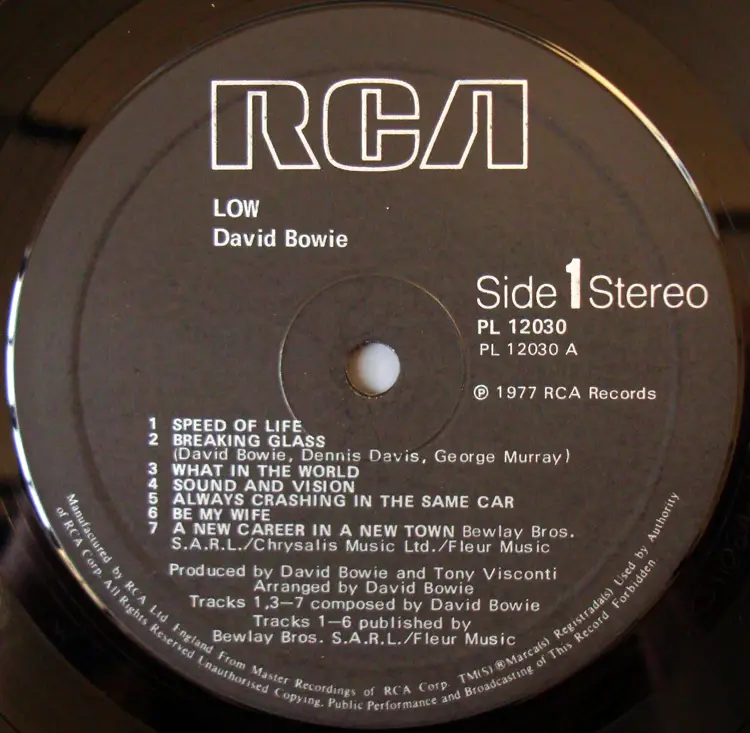 RCA
LOW
David Bowie
Side 1 Stereo
PL 12030
PL 12030 A
℗ 1977 RCA Records
1 SPEED OF LIFE
2 BREAKING GLASS
(David Bowie, Dennis Davis, George Murray)
3 WHAT IN THE WORLD
4 SOUND AND VISION
5 ALWAYS CRASHING IN THE SAME CAR
6 BE MY WIFE
7 A NEW CAREER IN A NEW TOWN Bewlay Bros.
S.A.R.L./Chrysalis Music Ltd./Fleur Music
Produced by David Bowie and Tony Visconti
Arranged by David Bowie
Tracks 1,3–7 composed by David Bowie
Tracks 1–6 published by
Bewlay Bros. S.A.R.L./Fleur Music
Manufactured by RCA Ltd. England From Master Recordings of RCA Corp. TM(S)®Marca(s) Registrada(s) Used by Authority
of RCA Corp. All Rights Reserved Unauthorised Copying, Public Performance and Broadcasting of This Record Forbidden.